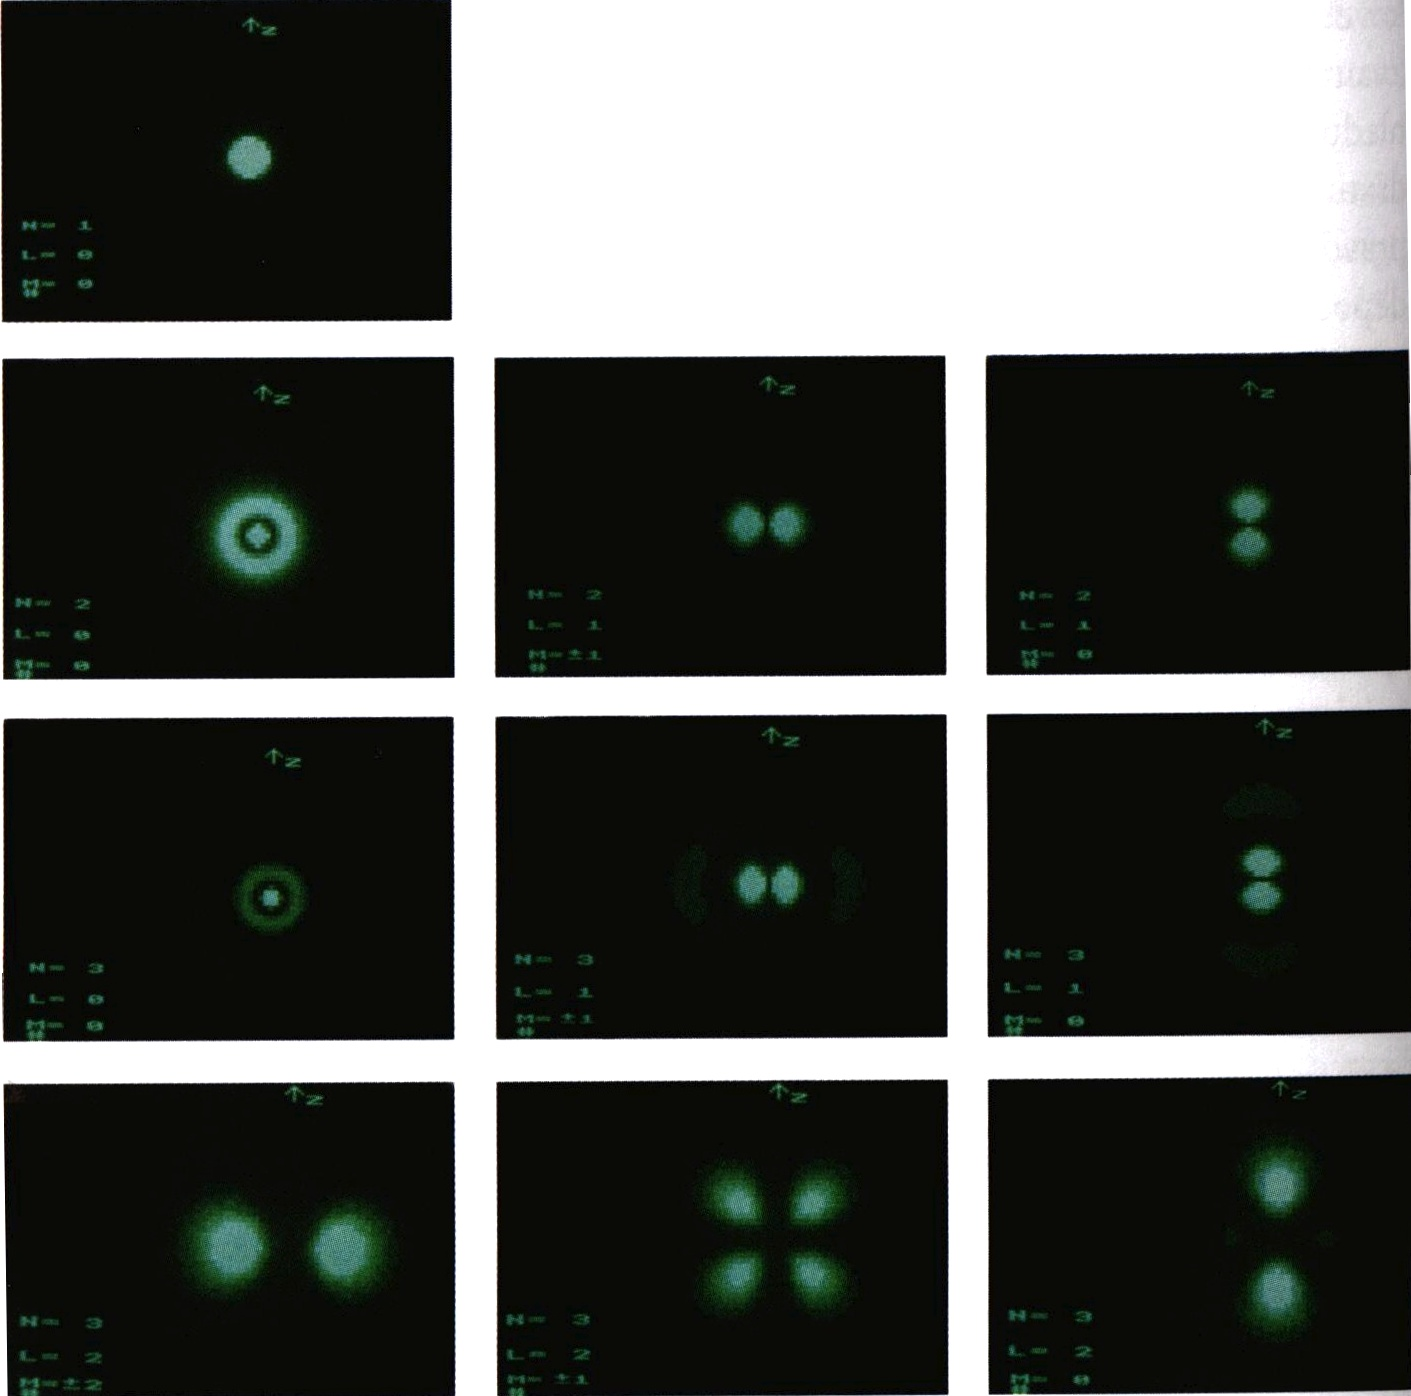 ↑Z
N= 1
L= 0
M= 0
#
↑Z
N= 2
L= 0
M= 0
#
↑Z
N= 2
L= 1
M=±1
#
↑Z
N= 2
L= 1
M= 0
#
↑Z
N= 3
L= 0
M= 0
#
↑Z
N= 3
L= 1
M=±1
#
↑Z
N= 3
L= 1
M= 0
#
↑Z
N= 3
L= 2
M=±2
#
↑Z
N= 3
L= 2
M= ±1
#
↑Z
N= 3
L= 2
M= 0
#